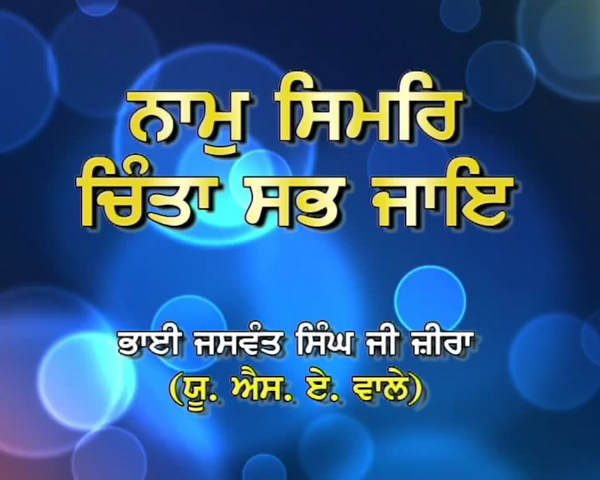 ਨਾਮੁ ਸਿਮਰਿ
ਚਿੰਤਾ ਸਭ ਜਾਇ
ਭਾਈ ਜਸਵੰਤ ਸਿੰਘ ਜੀ ਜ਼ੀਰਾ
(ਯੂ. ਐਸ. ਏ. ਵਾਲੇ)